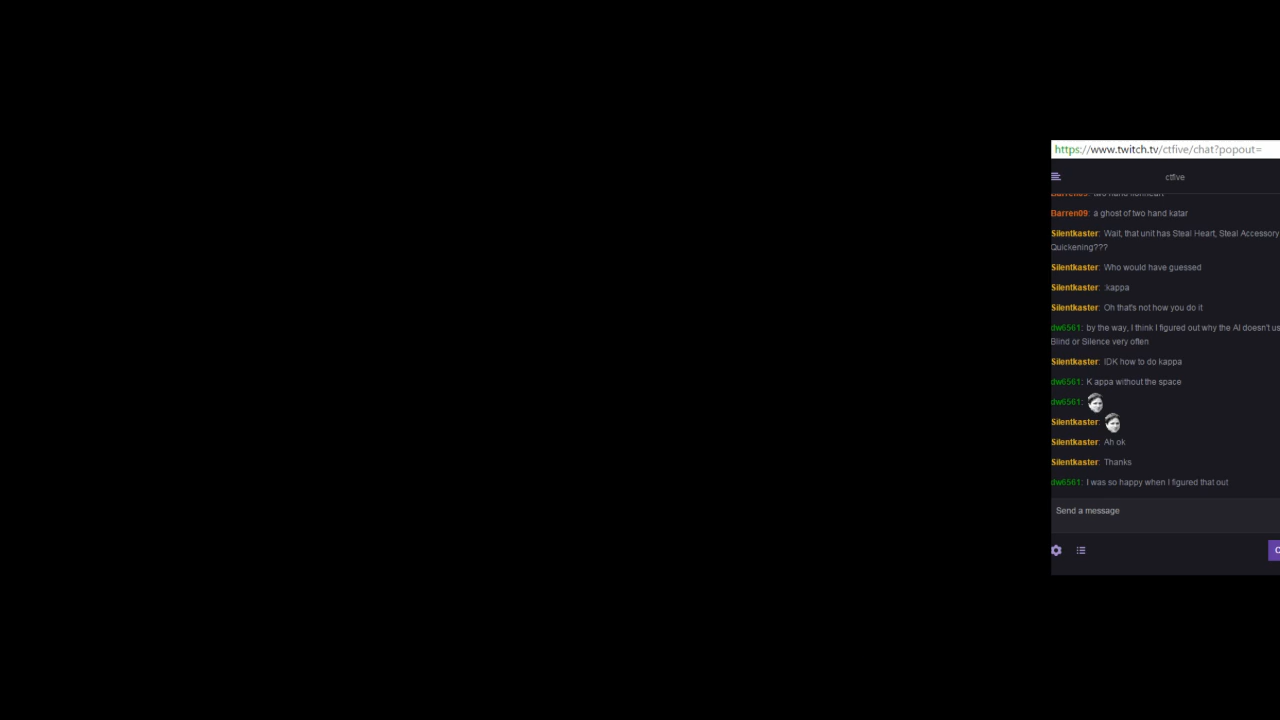 https://www.twitch.tv/ctfive/chat?popout=
ctfive
Barren09: two hand lionheart
Barren09: a ghost of two hand katar
Silentkaster: Wait, that unit has Steal Heart, Steal Accessory
Quickening???
Silentkaster: Who would have guessed
Silentkaster: :kappa
Silentkaster: Oh that's not how you do it
dw6561: by the way, I think I figured out why the AI doesn't us
Blind or Silence very often
Silentkaster: IDK how to do kappa
dw6561: K appa without the space
dw6561:
Silentkaster:
Silentkaster: Ah ok
Silentkaster: Thanks
dw6561: I was so happy when I figured that out
Send a message